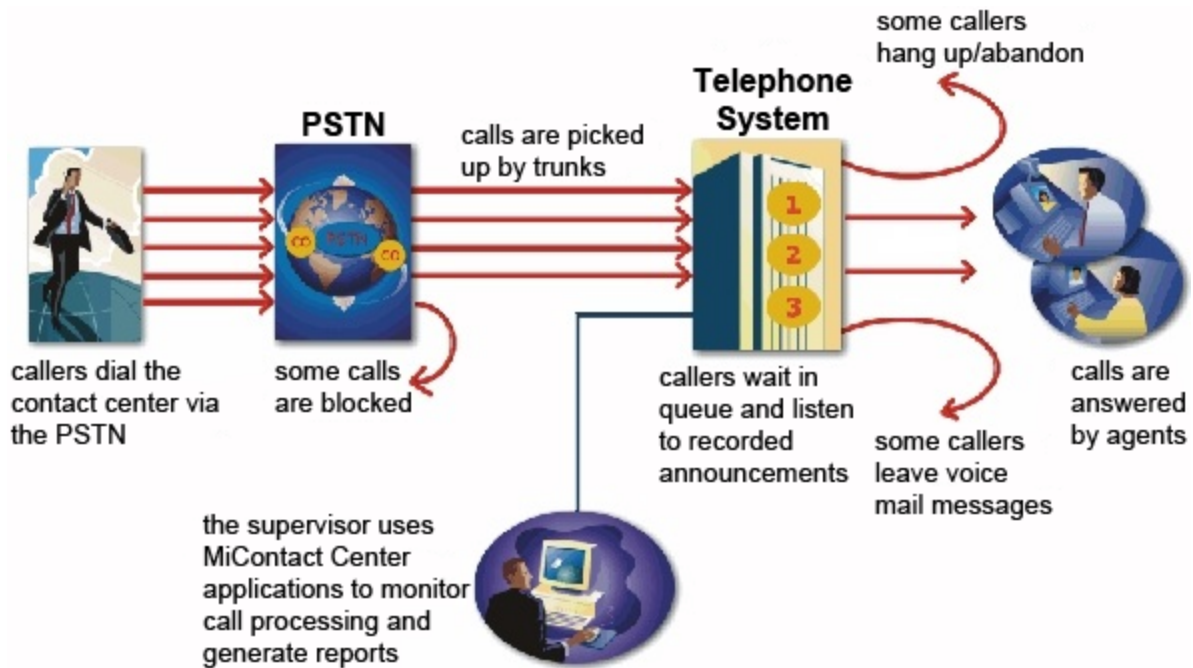 some callers
hang up/abandon
Telephone
System
PSTN
calls are picked
up by trunks
CO
PSTN
CO
1
2
3
callers dial the
contact center via
the PSTN
some calls
are blocked
callers wait in
queue and listen
to recorded
announcements
some callers
leave voice
mail messages
calls are
answered
by agents
the supervisor uses
MiContact Center
applications to monitor
call processing and
generate reports